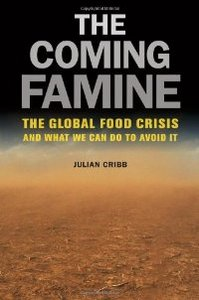 THE
COMING
FAMINE
THE GLOBAL FOOD CRISIS
AND WHAT WE CAN DO TO AVOID IT
JULIAN CRIBB